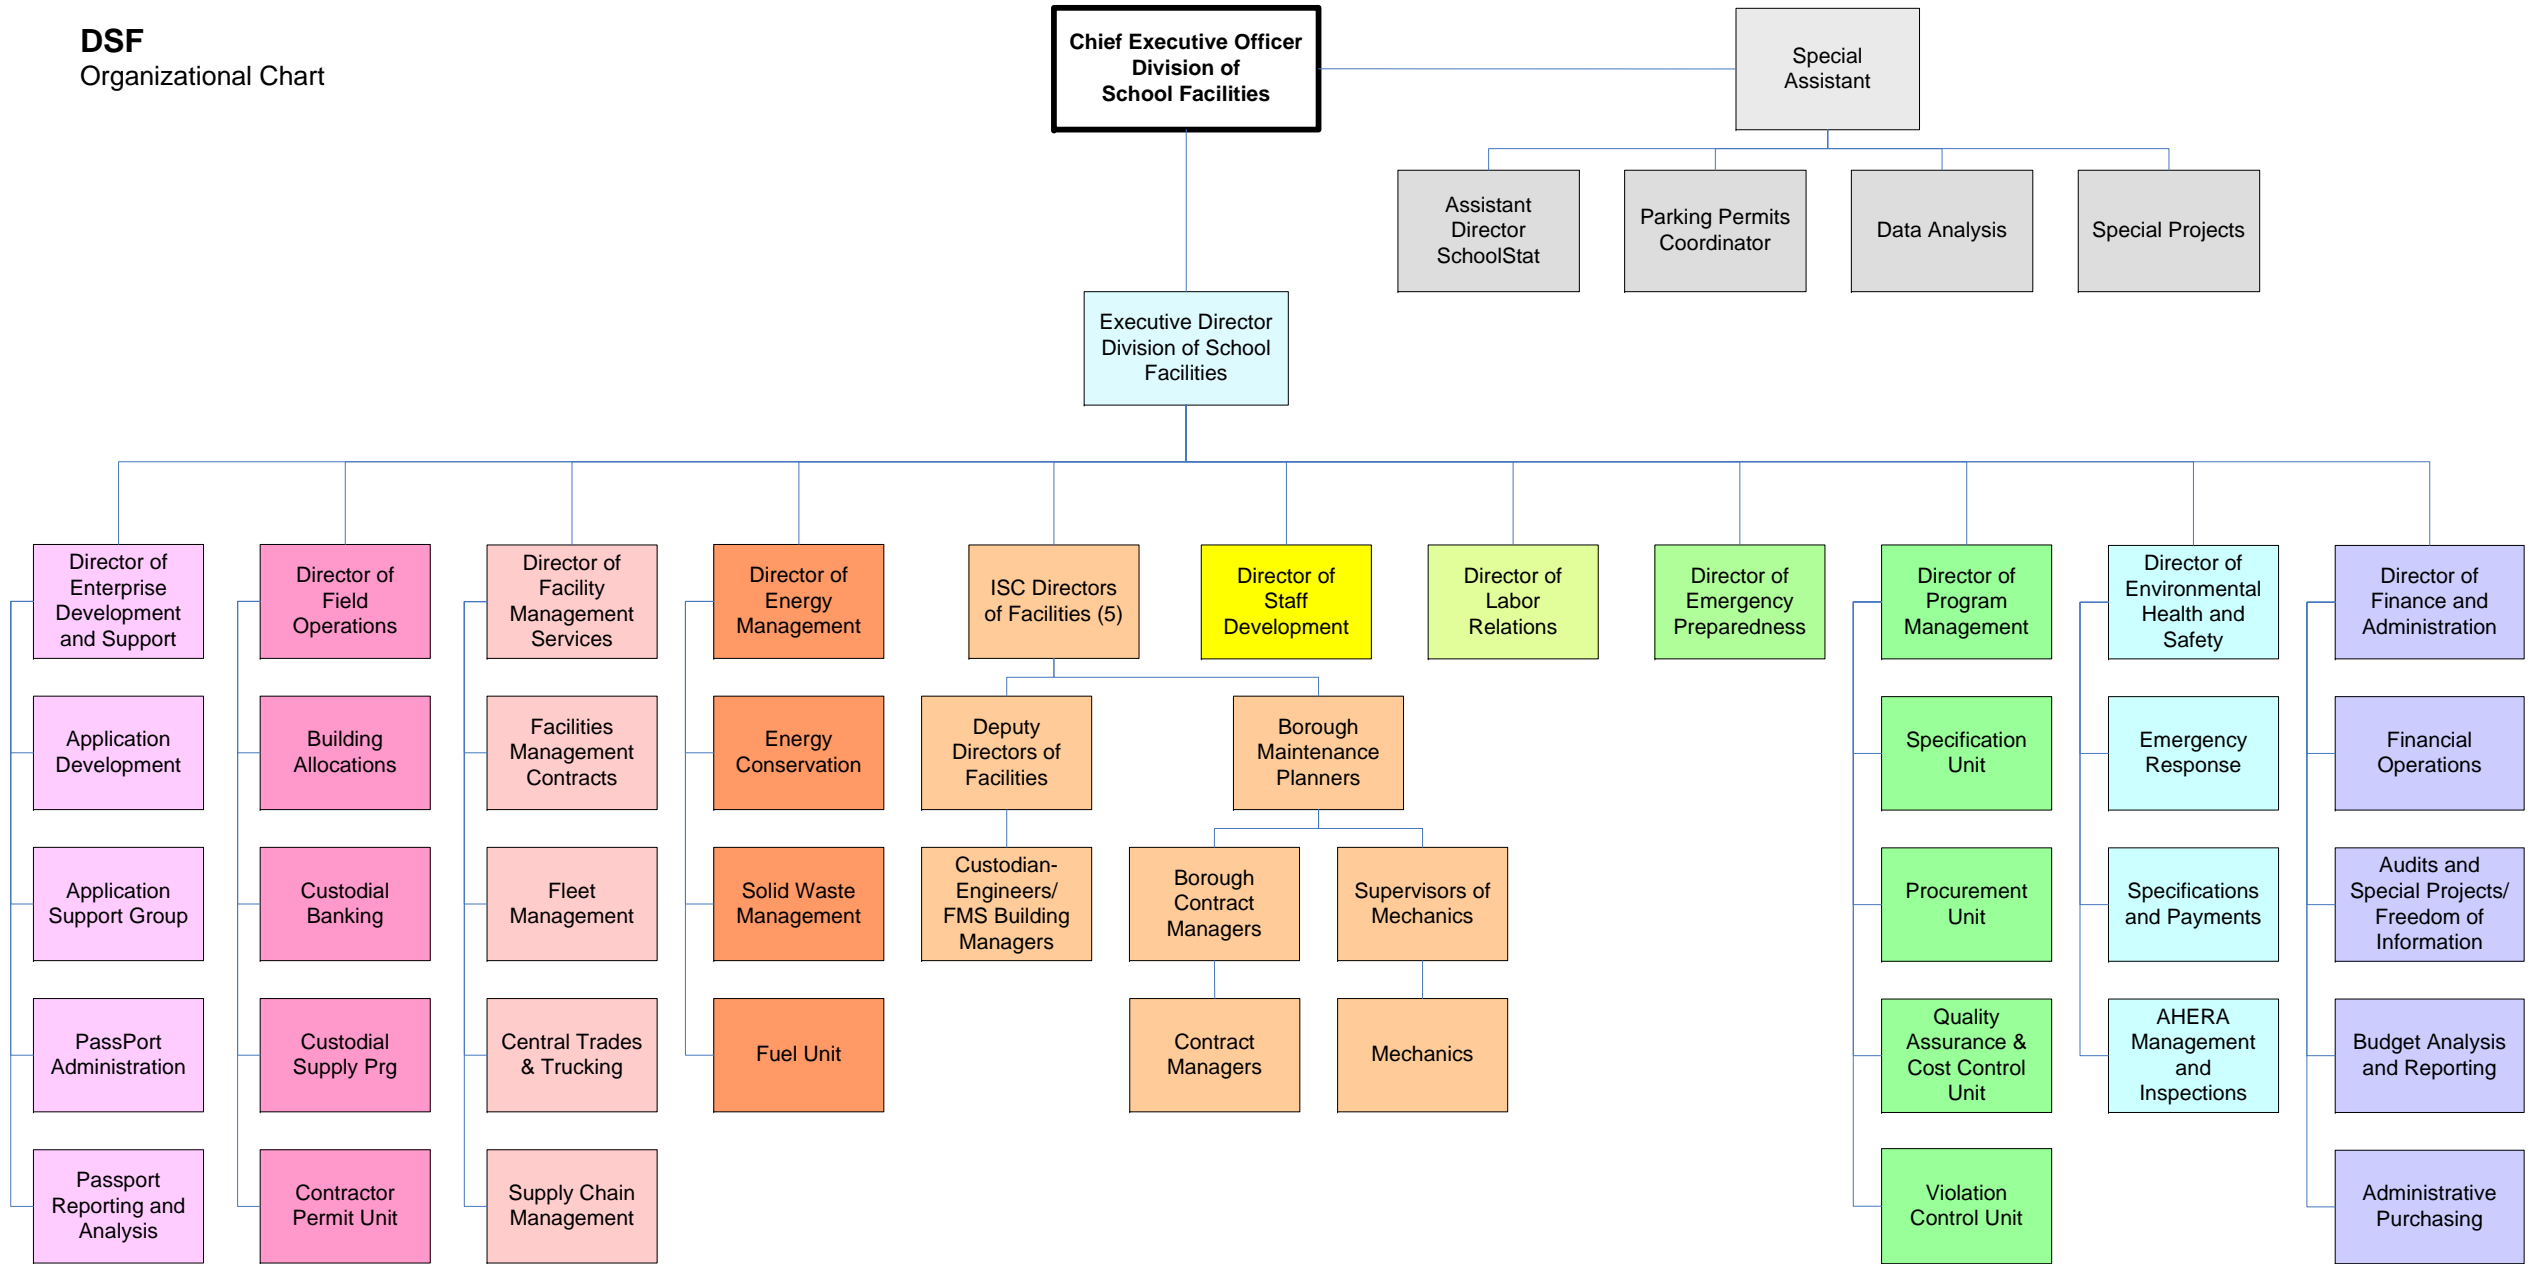 DSF
Organizational Chart
Chief Executive Officer
Division of
School Facilities
Special
Assistant
Assistant
Director
SchoolStat
Parking Permits
Coordinator
Data Analysis
Special Projects
Executive Director
Division of School
Facilities
Director of
Enterprise
Development
and Support
Director of
Field
Operations
Director of
Facility
Management
Services
Director of
Energy
Management
ISC Directors
of Facilities (5)
Director of
Staff
Development
Director of
Labor
Relations
Director of
Emergency
Preparedness
Director of
Program
Management
Director of
Environmental
Health and
Safety
Director of
Finance and
Administration
Application
Development
Building
Allocations
Facilities
Management
Contracts
Energy
Conservation
Deputy
Directors of
Facilities
Borough
Maintenance
Planners
Specification
Unit
Emergency
Response
Financial
Operations
Application
Support Group
Custodial
Banking
Fleet
Management
Solid Waste
Management
Custodian-
Engineers/
FMS Building
Managers
Borough
Contract
Managers
Supervisors of
Mechanics
Procurement
Unit
Specifications
and Payments
Audits and
Special Projects/
Freedom of
Information
PassPort
Administration
Custodial
Supply Prg
Central Trades
& Trucking
Fuel Unit
Contract
Managers
Mechanics
Quality
Assurance &
Cost Control
Unit
AHERA
Management
and
Inspections
Budget Analysis
and Reporting
Passport
Reporting and
Analysis
Contractor
Permit Unit
Supply Chain
Management
Violation
Control Unit
Administrative
Purchasing